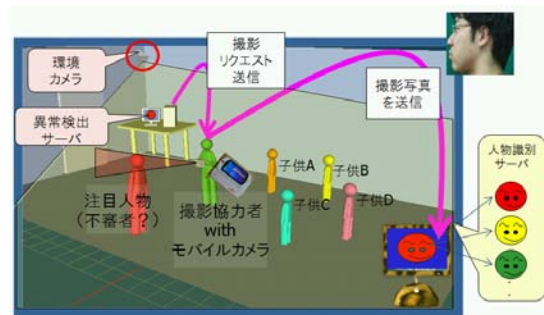 環境
カメラ
撮影
リクエスト
送信
撮影写真
を送信
異常検出
サーバ
人物識別
サーバ
子供A
子供B
注目人物
(不審者?)
撮影協力者
with
モバイルカメラ
子供C
子供D